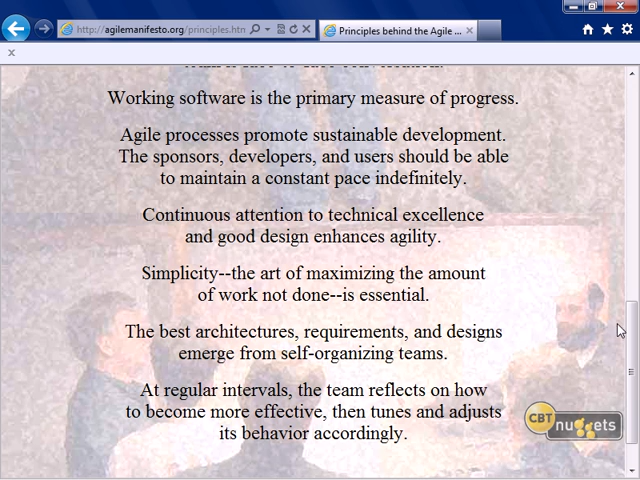 http://agilemanifesto.org/principles.htm
Principles behind the Agile ...
x
Working software is the primary measure of progress.
Agile processes promote sustainable development.
The sponsors, developers, and users should be able
to maintain a constant pace indefinitely.
Continuous attention to technical excellence
and good design enhances agility.
Simplicity--the art of maximizing the amount
of work not done--is essential.
The best architectures, requirements, and designs
emerge from self-organizing teams.
At regular intervals, the team reflects on how
to become more effective, then tunes and adjusts
its behavior accordingly.
CBT nuggets